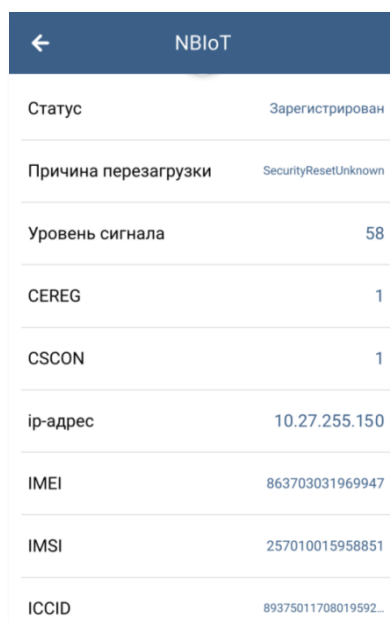 NBIoT
Статус Зарегистрирован
Причина перезагрузки SecurityResetUnknown
Уровень сигнала 58
CEREG 1
CSCON 1
ip-адрес 10.27.255.150
IMEI 863703031969947
IMSI 257010015958851
ICCID 89375011708019592...